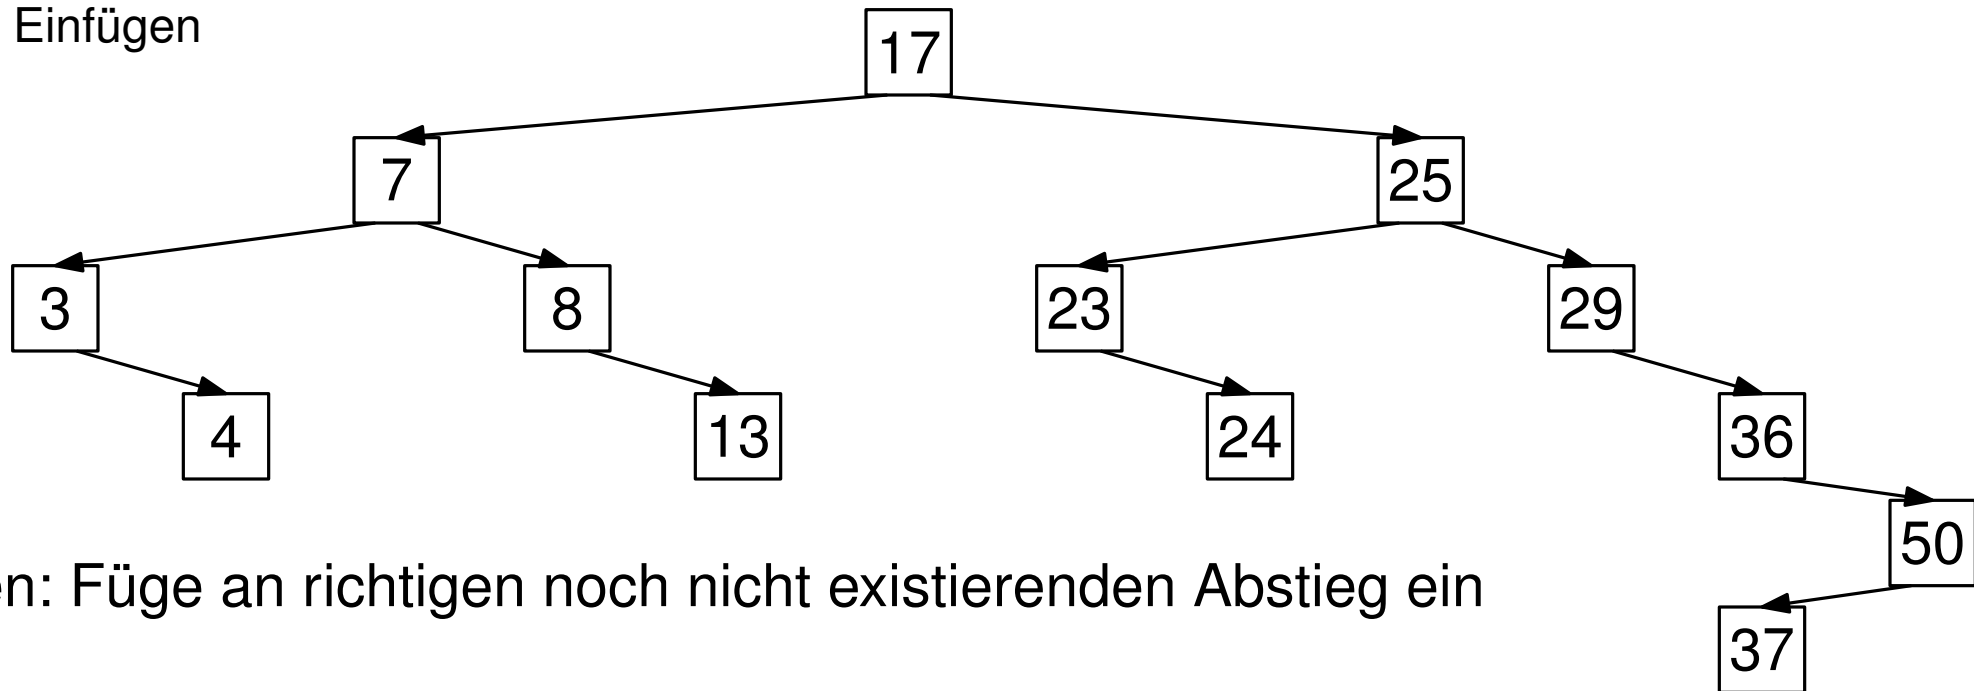 Einfügen
17
7 25
3 8 23 29
4 13 24 36
50
en: Füge an richtigen noch nicht existierenden Abstieg ein
37